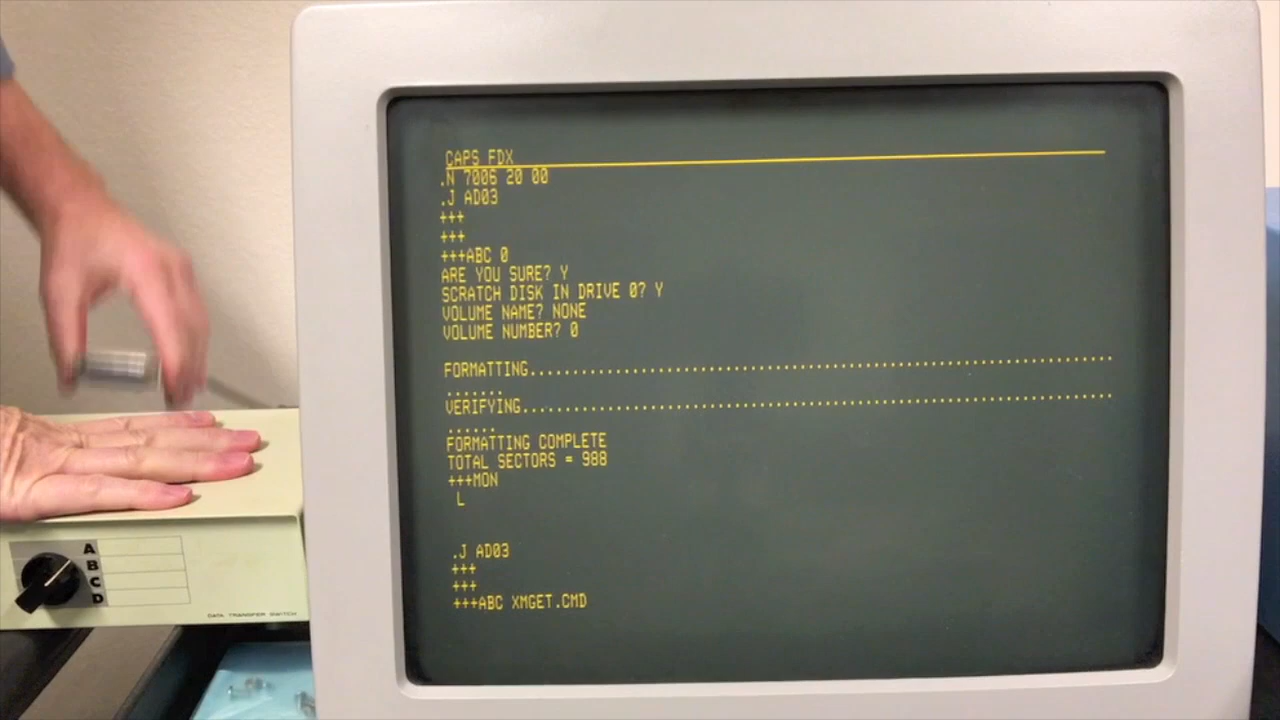 CAPS FDX
.N 7006 20 00
.J AD03
+++
+++
+++ABC 0
ARE YOU SURE? Y
SCRATCH DISK IN DRIVE 0? Y
VOLUME NAME? NONE
VOLUME NUMBER? 0
FORMATTING......................................................................
.......
VERIFYING.......................................................................
......
FORMATTING COMPLETE
TOTAL SECTORS = 988
+++MON
L
.J AD03
+++
+++
+++ABC XMGET.CMD
A
B
C
D
DATA TRANSFER SWITCH